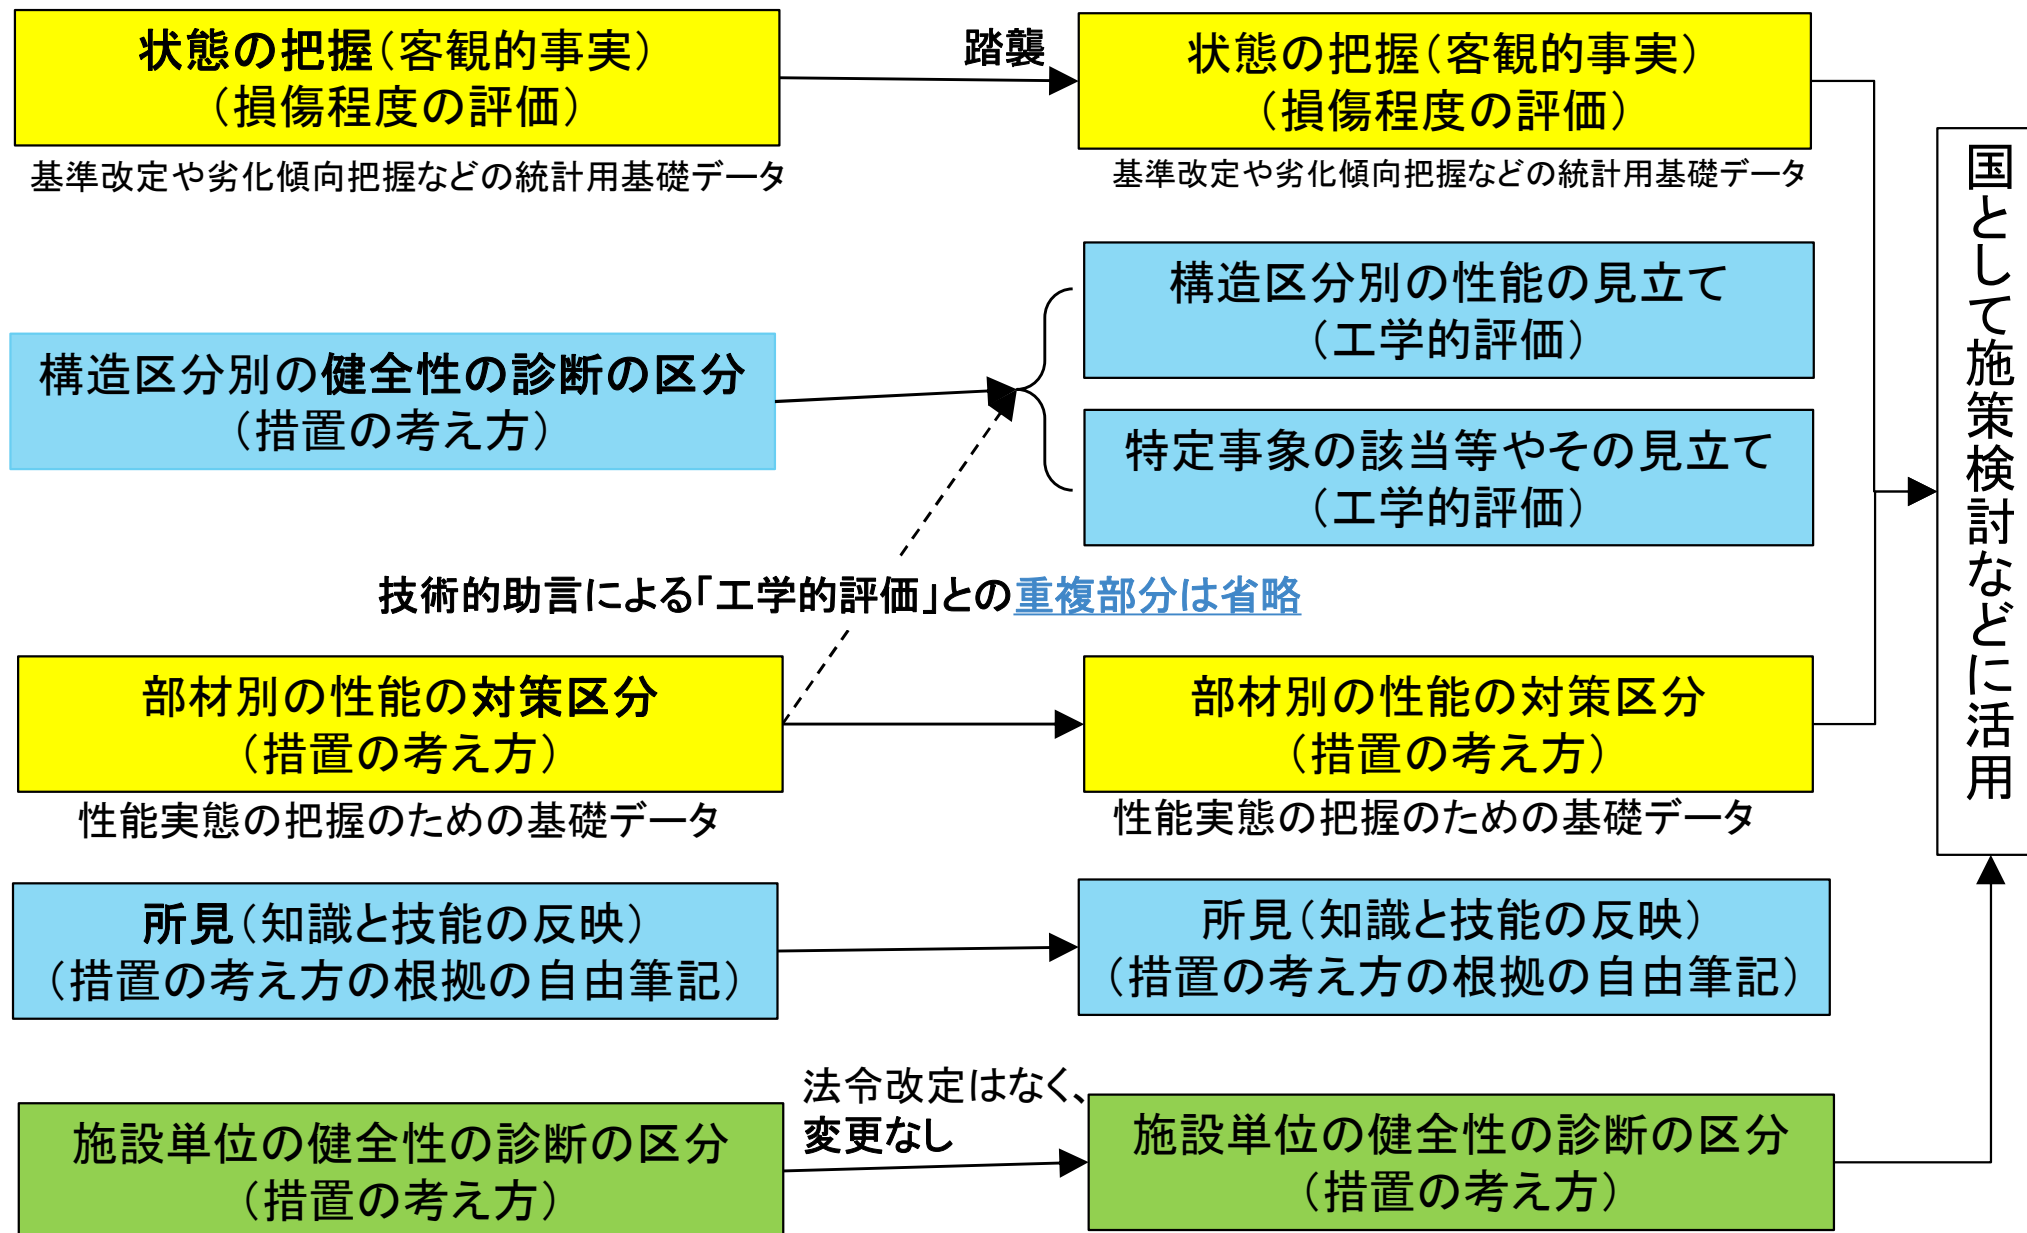 状態の把握（客観的事実）
（損傷程度の評価）
基準改定や劣化傾向把握などの統計用基礎データ
踏襲
状態の把握（客観的事実）
（損傷程度の評価）
基準改定や劣化傾向把握などの統計用基礎データ
構造区分別の健全性の診断の区分
（措置の考え方）
構造区分別の性能の見立て
（工学的評価）
特定事象の該当等やその見立て
（工学的評価）
技術的助言による「工学的評価」との重複部分は省略
部材別の性能の対策区分
（措置の考え方）
性能実態の把握のための基礎データ
部材別の性能の対策区分
（措置の考え方）
性能実態の把握のための基礎データ
所見（知識と技能の反映）
（措置の考え方の根拠の自由筆記）
所見（知識と技能の反映）
（措置の考え方の根拠の自由筆記）
施設単位の健全性の診断の区分
（措置の考え方）
法令改定はなく、
変更なし
施設単位の健全性の診断の区分
（措置の考え方）
国として施策検討などに活用